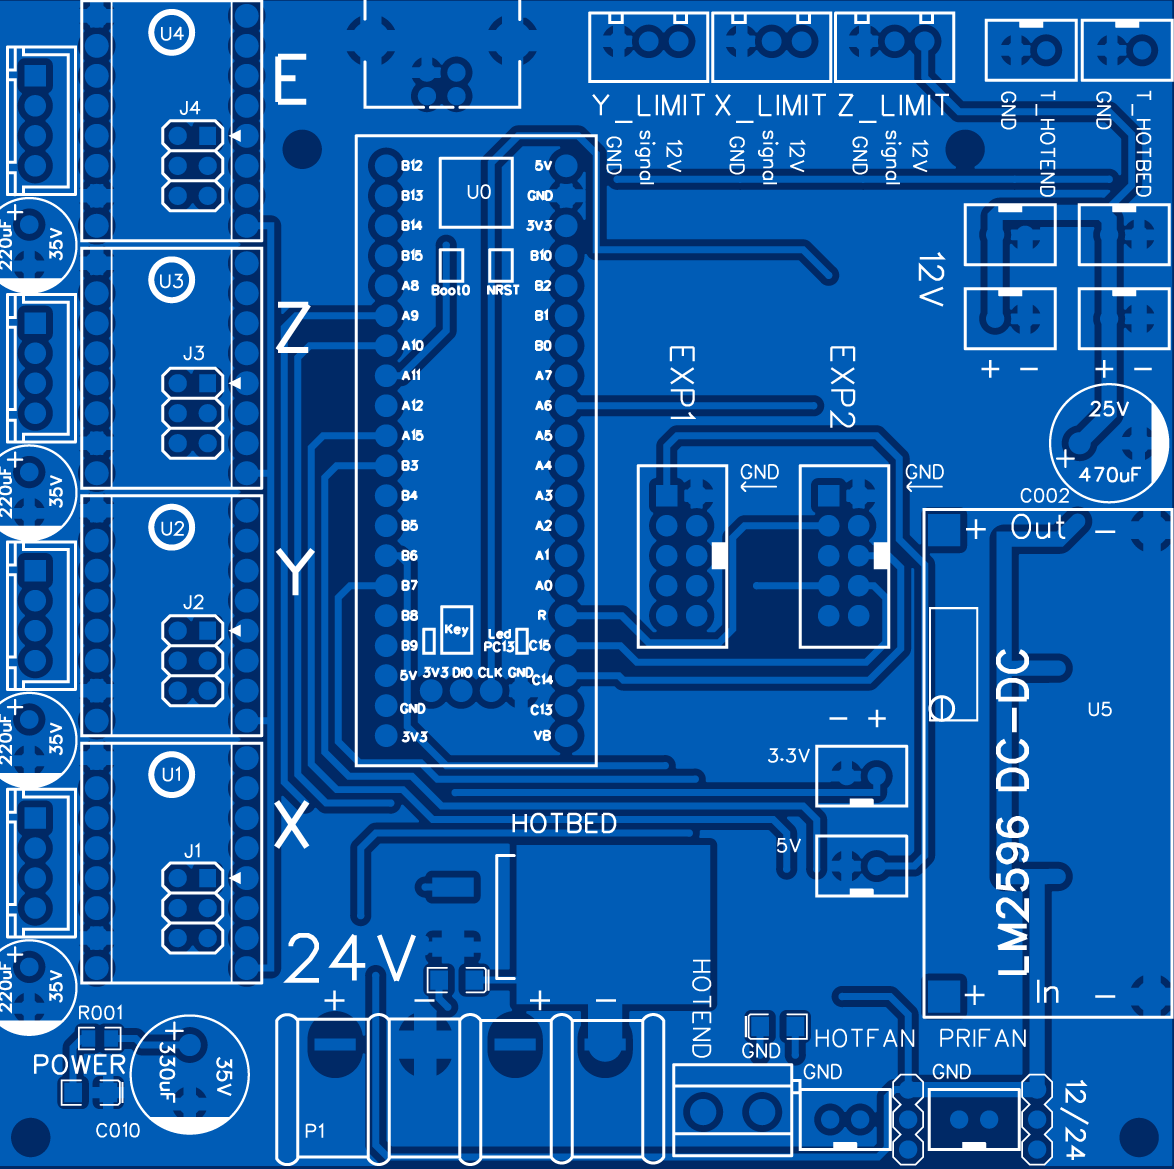 U4
J4
E
220uF
35V
+
U3
J3
Z
220uF
35V
+
U2
J2
Y
220uF
35V
+
U1
J1
X
220uF
35V
+
Y_LIMIT X_LIMIT Z_LIMIT
GND signal 12V
GND signal 12V
GND signal 12V
GND T_HOTEND
GND T_HOTBED
U0
B12 5V
B13 GND
B14 3V3
B15 B10
A8 B2
Boot0 NRST
A9 B1
A10 B0
A11 A7
A12 A6
A15 A5
B3 A4
B4 A3
B5 A2
B6 A1
B7 A0
B8 R
B9 C15
Key
Led
PC13
5V 3V3 DIO CLK GND C14
GND C13
3V3 VB
12V
+ - + -
EXP1
EXP2
GND
GND
25V
+
470uF
C002
+ Out -
LM2596 DC-DC
U5
+ In -
- +
3.3V
5V
HOTBED
24V
+ - + -
P1
HOTEND
GND
HOTFAN
GND
PRIFAN
GND
12/24
R001
POWER
C010
+
330uF
35V